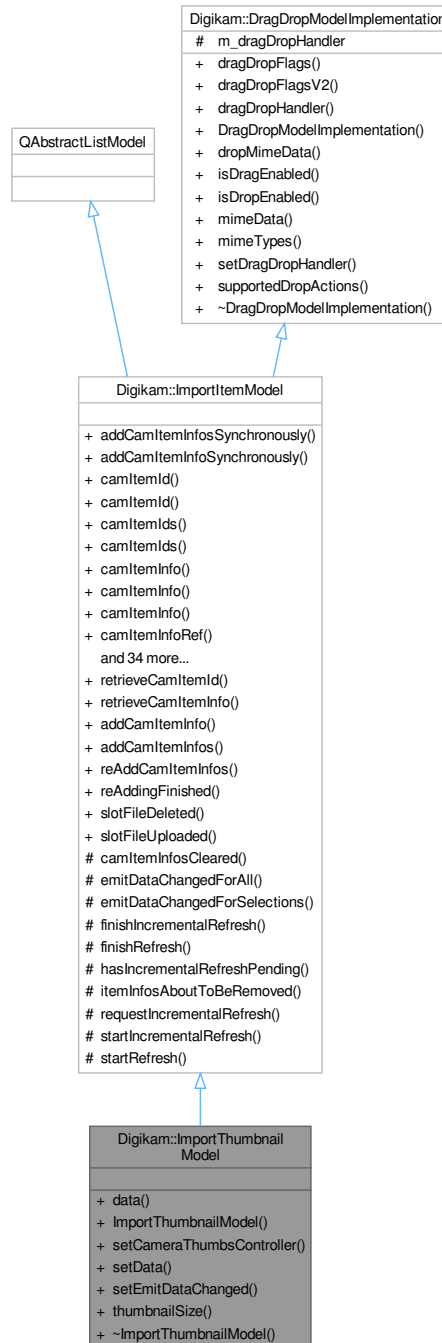 Digikam::DragDropModelImplementation
# m_dragDropHandler
+ dragDropFlags()
+ dragDropFlagsV2()
+ dragDropHandler()
+ DragDropModelImplementation()
+ dropMimeData()
+ isDragEnabled()
+ isDropEnabled()
+ mimeData()
+ mimeTypes()
+ setDragDropHandler()
+ supportedDropActions()
+ ~DragDropModelImplementation()
QAbstractListModel
Digikam::ImportItemModel
+ addCamItemInfosSynchronously()
+ addCamItemInfoSynchronously()
+ camItemId()
+ camItemId()
+ camItemIds()
+ camItemIds()
+ camItemInfo()
+ camItemInfo()
+ camItemInfo()
+ camItemInfoRef()
and 34 more...
+ retrieveCamItemId()
+ retrieveCamItemInfo()
+ addCamItemInfo()
+ addCamItemInfos()
+ reAddCamItemInfos()
+ reAddingFinished()
+ slotFileDeleted()
+ slotFileUploaded()
# camItemInfosCleared()
# emitDataChangedForAll()
# emitDataChangedForSelections()
# finishIncrementalRefresh()
# finishRefresh()
# hasIncrementalRefreshPending()
# itemInfosAboutToBeRemoved()
# requestIncrementalRefresh()
# startIncrementalRefresh()
# startRefresh()
Digikam::ImportThumbnail
Model
+ data()
+ ImportThumbnailModel()
+ setCameraThumbsController()
+ setData()
+ setEmitDataChanged()
+ thumbnailSize()
+ ~ImportThumbnailModel()